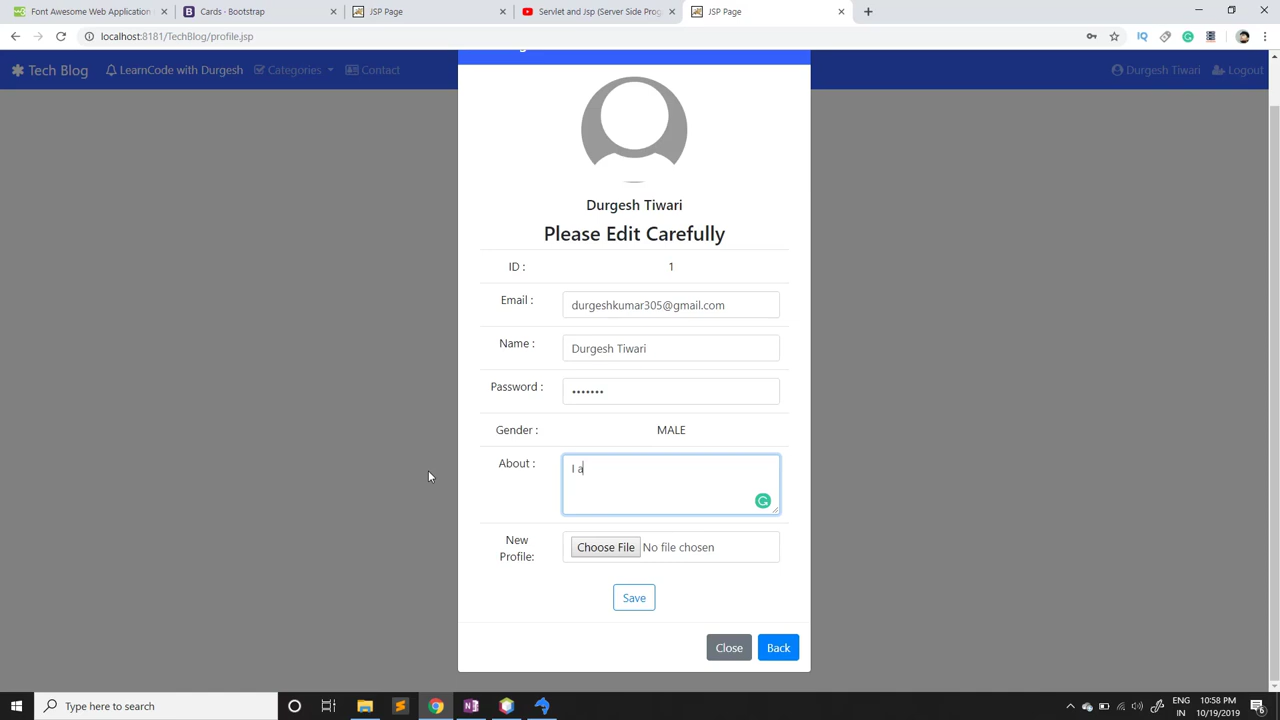 Font Awesome Web Application
Cards · Bootstrap
JSP Page
Servlet and Jsp (Server Side Prog
JSP Page
localhost:8181/TechBlog/profile.jsp
IQ
Tech Blog
LearnCode with Durgesh
Categories
Contact
Durgesh Tiwari
Logout
Durgesh Tiwari
Please Edit Carefully
ID : 1
Email : durgeshkumar305@gmail.com
Name : Durgesh Tiwari
Password : •••••••
Gender : MALE
About : I a
New
Profile:
Choose File No file chosen
Save
Close Back
Type here to search
ENG
IN
10:58 PM
10/19/2019